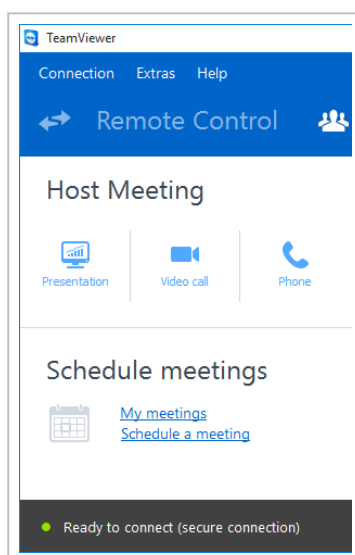 TeamViewer
Connection Extras Help
Remote Control
Host Meeting
Presentation Video call Phone
Schedule meetings
My meetings
Schedule a meeting
Ready to connect (secure connection)